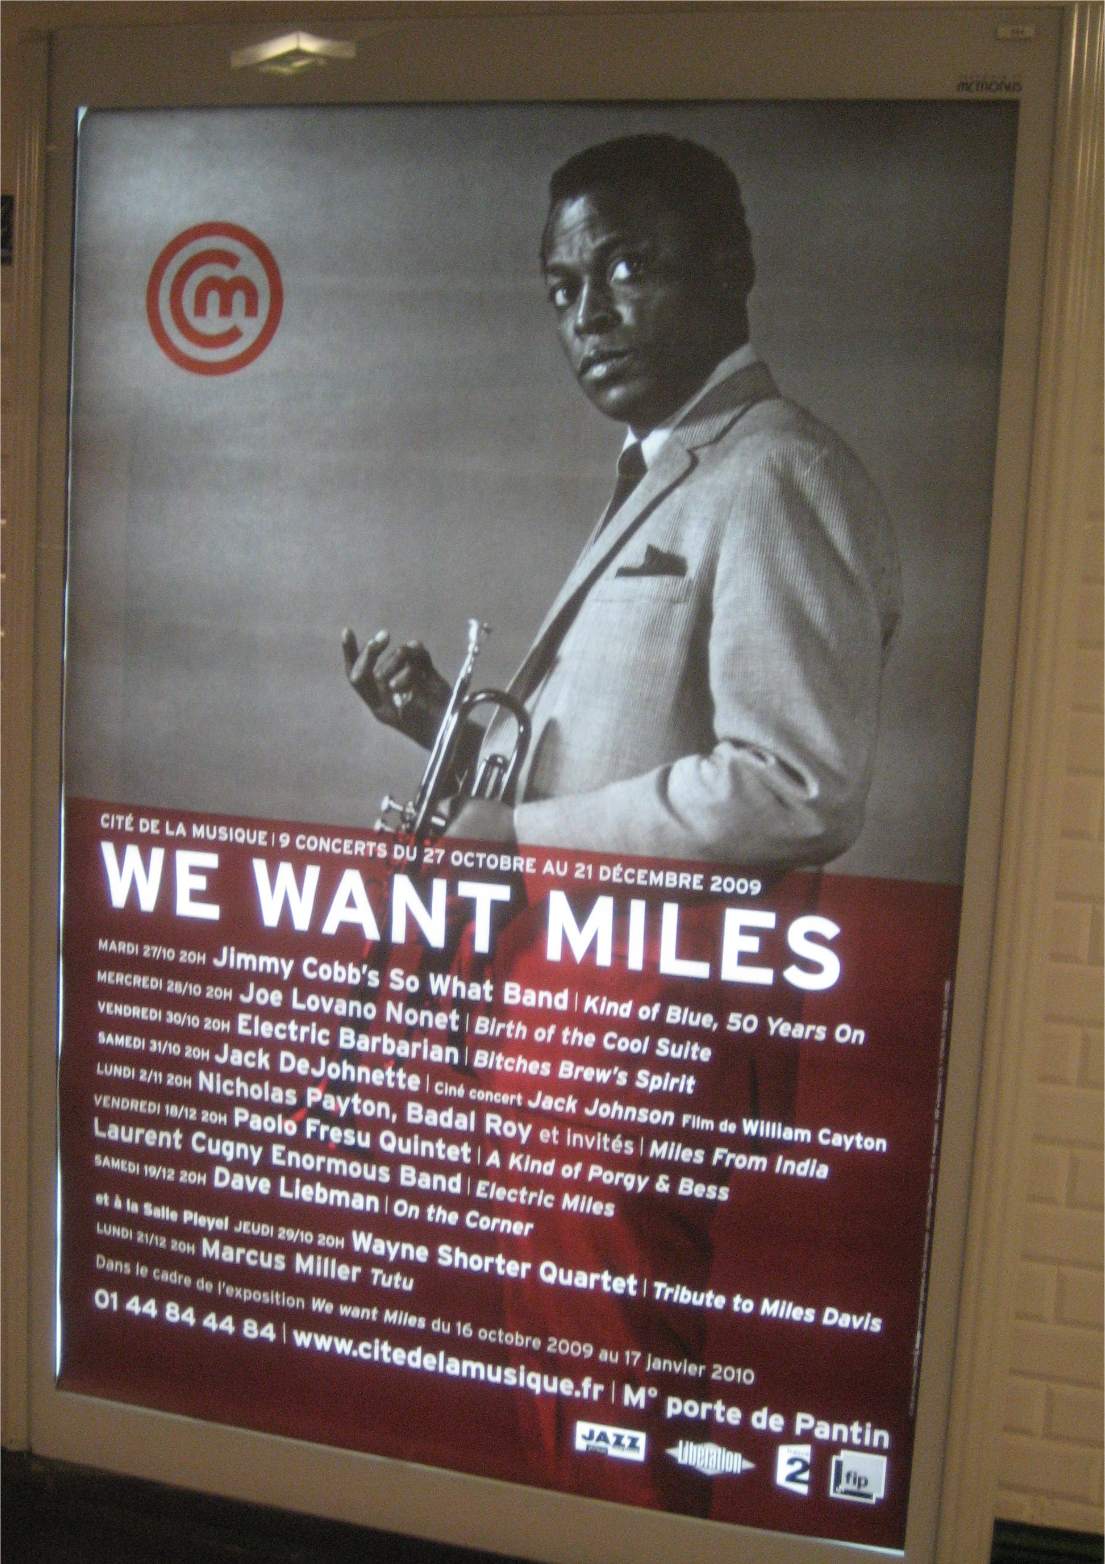 cm
CITÉ DE LA MUSIQUE | 9 CONCERTS DU 27 OCTOBRE AU 21 DÉCEMBRE 2009
WE WANT MILES
MARDI 27/10 20H Jimmy Cobb's So What Band | Kind of Blue, 50 Years On
MERCREDI 28/10 20H Joe Lovano Nonet | Birth of the Cool Suite
VENDREDI 30/10 20H Electric Barbarian | Bitches Brew's Spirit
SAMEDI 31/10 20H Jack DeJohnette | Ciné concert Jack Johnson Film de William Cayton
LUNDI 2/11 20H Nicholas Payton, Badal Roy et invités | Miles From India
VENDREDI 18/12 20H Paolo Fresu Quintet | A Kind of Porgy & Bess
Laurent Cugny Enormous Band | Electric Miles
SAMEDI 19/12 20H Dave Liebman | On the Corner
et à la Salle Pleyel JEUDI 29/10 20H Wayne Shorter Quartet | Tribute to Miles Davis
LUNDI 21/12 20H Marcus Miller Tutu
Dans le cadre de l'exposition We want Miles du 16 octobre 2009 au 17 janvier 2010
01 44 84 44 84 | www.citedelamusique.fr | M° porte de Pantin
JAZZ
Libération
2
fip